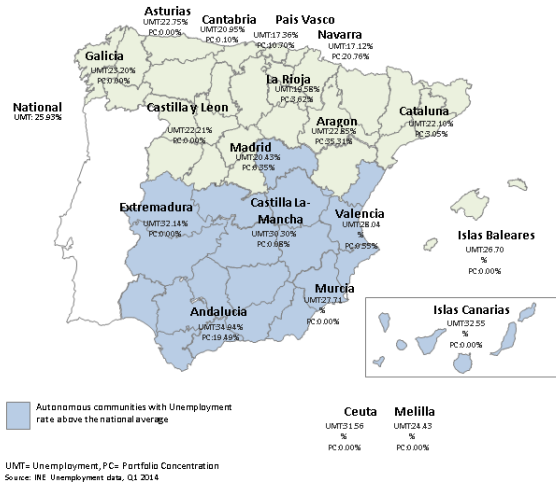 Asturias
UMT:22.75%
PC:0.00%
Cantabria
UMT:20.95%
PC:0.10%
Pais Vasco
UMT:17.36%
PC:10.70%
Navarra
UMT:17.12%
PC:20.76%
Galicia
UMT:23.20%
PC:0.00%
La Rioja
UMT:19.58%
PC:3.62%
National
UMT: 25.93%
Castilla y Leon
UMT:22.21%
PC:0.00%
Aragon
UMT:22.85%
PC:35.31%
Cataluna
UMT:22.10%
PC:3.05%
Madrid
UMT:20.43%
PC:6.35%
Extremadura
UMT:32.14%
PC:0.00%
Castilla La-
Mancha
UMT:30.30%
PC:0.08%
Valencia
UMT:28.04
%
PC:0.55%
Islas Baleares
UMT:26.70
%
PC:0.00%
Murcia
UMT:27.71
%
PC:0.00%
Andalucia
UMT:34.94%
PC:19.49%
Islas Canarias
UMT:32.55
%
PC:0.00%
Autonomous communities with Unemployment
rate above the national average
Ceuta
UMT:31.56
%
PC:0.00%
Melilla
UMT:24.43
%
PC:0.00%
UMT= Unemployment, PC= Portfolio Concentration
Source: INE Unemployment data, Q1 2014